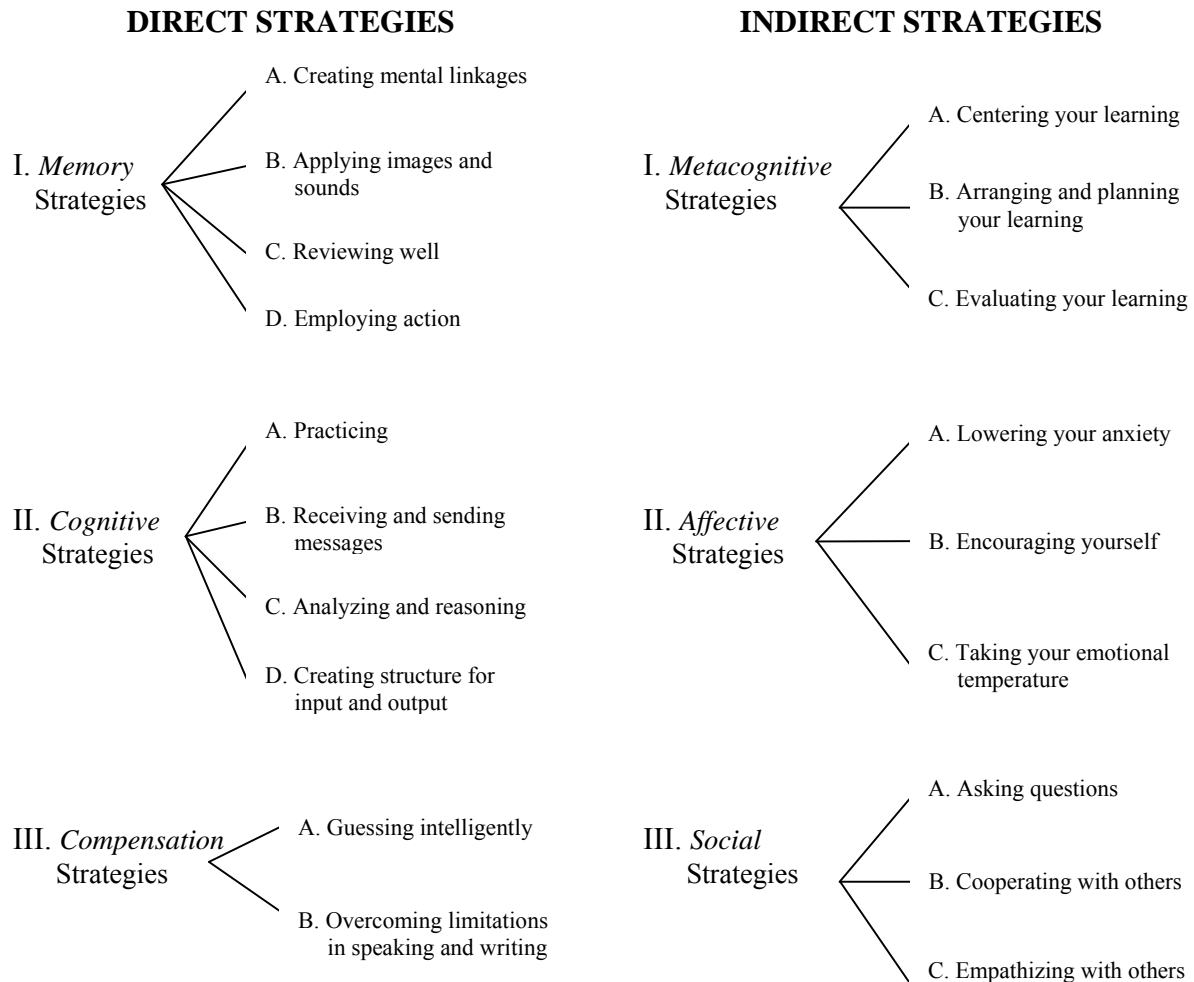 DIRECT STRATEGIES
A. Creating mental linkages
I. Memory
Strategies
B. Applying images and
sounds
C. Reviewing well
D. Employing action
A. Practicing
II. Cognitive
Strategies
B. Receiving and sending
messages
C. Analyzing and reasoning
D. Creating structure for
input and output
III. Compensation
Strategies
A. Guessing intelligently
B. Overcoming limitations
in speaking and writing
INDIRECT STRATEGIES
A. Centering your learning
I. Metacognitive
Strategies
B. Arranging and planning
your learning
C. Evaluating your learning
A. Lowering your anxiety
II. Affective
Strategies
B. Encouraging yourself
C. Taking your emotional
temperature
A. Asking questions
III. Social
Strategies
B. Cooperating with others
C. Empathizing with others